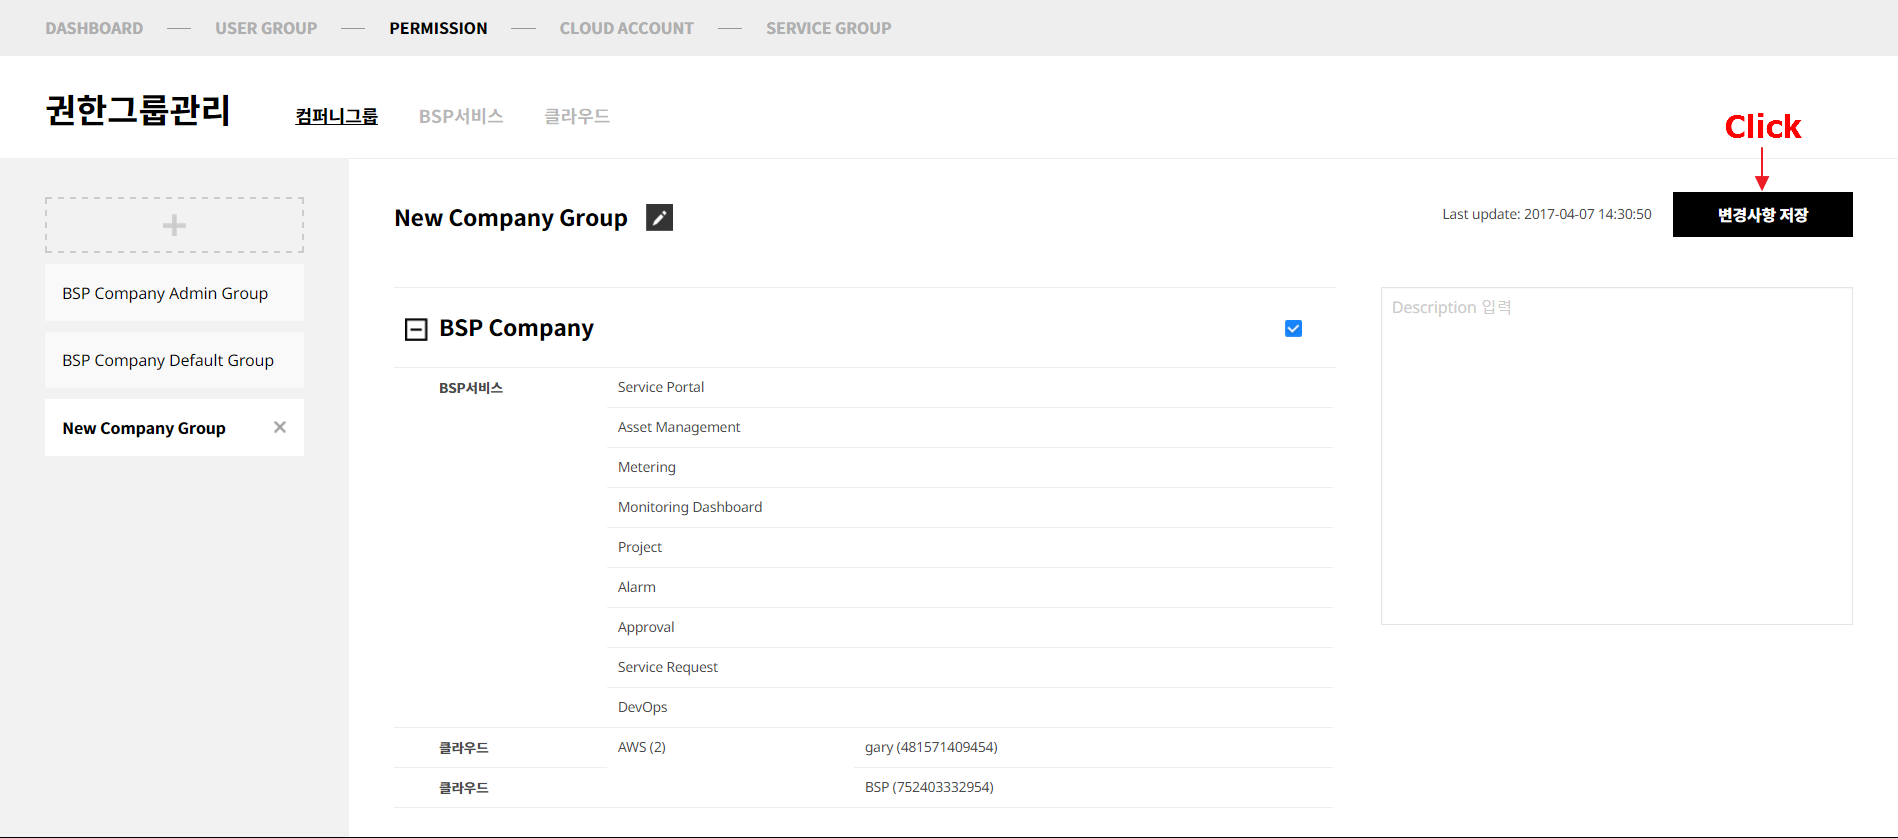 DASHBOARD USER GROUP PERMISSION CLOUD ACCOUNT SERVICE GROUP
권한그룹관리 컴퍼니그룹 BSP서비스 클라우드
Click
New Company Group Last update: 2017-04-07 14:30:50 변경사항 저장
BSP Company Admin Group
BSP Company Default Group
New Company Group
BSP Company
Description 입력
BSP서비스 Service Portal
Asset Management
Metering
Monitoring Dashboard
Project
Alarm
Approval
Service Request
DevOps
클라우드 AWS (2) gary (481571409454)
클라우드 BSP (752403332954)